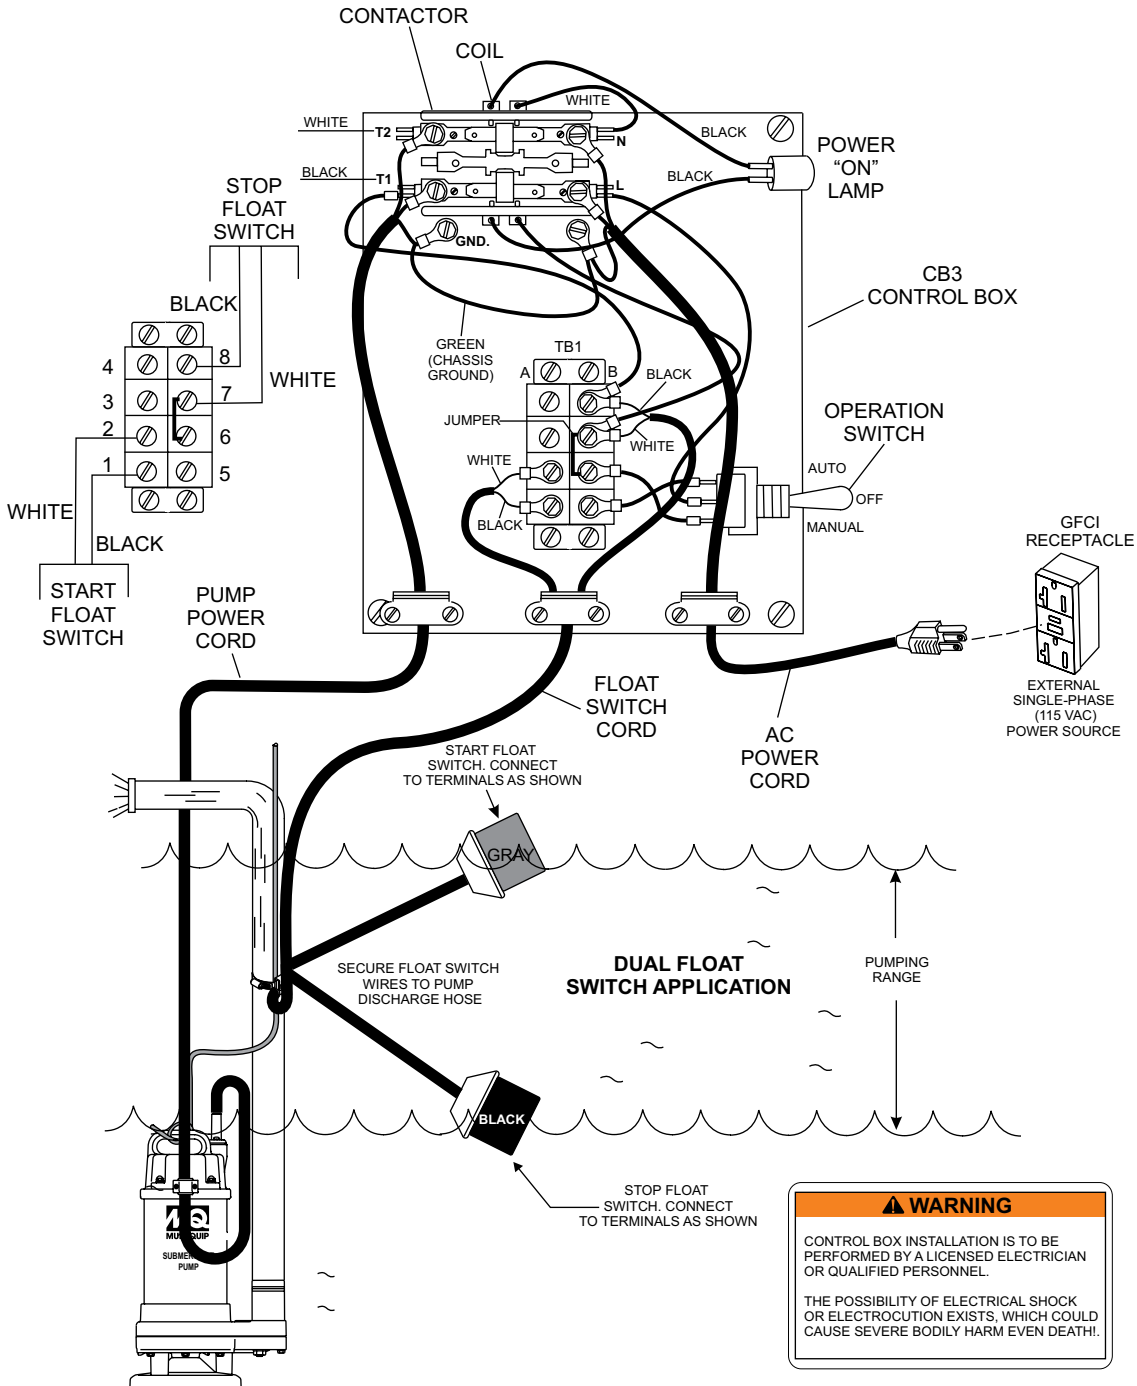 CONTACTOR
COIL
WHITE
WHITE
T2
N
BLACK
BLACK
T1
L
BLACK
POWER
“ON”
LAMP
GND.
STOP
FLOAT
SWITCH
BLACK
WHITE
4
8
3
7
2
6
1
5
WHITE
BLACK
START
FLOAT
SWITCH
CB3
CONTROL BOX
GREEN
(CHASSIS
GROUND)
TB1
A
B
BLACK
JUMPER
WHITE
WHITE
BLACK
OPERATION
SWITCH
AUTO
OFF
MANUAL
GFCI
RECEPTACLE
EXTERNAL
SINGLE-PHASE
(115 VAC)
POWER SOURCE
PUMP
POWER
CORD
FLOAT
SWITCH
CORD
AC
POWER
CORD
START FLOAT
SWITCH. CONNECT
TO TERMINALS AS SHOWN
GRAY
SECURE FLOAT SWITCH
WIRES TO PUMP
DISCHARGE HOSE
DUAL FLOAT
SWITCH APPLICATION
PUMPING
RANGE
BLACK
STOP FLOAT
SWITCH. CONNECT
TO TERMINALS AS SHOWN
MQ
PUMP
WARNING
CONTROL BOX INSTALLATION IS TO BE
PERFORMED BY A LICENSED ELECTRICIAN
OR QUALIFIED PERSONNEL.
THE POSSIBILITY OF ELECTRICAL SHOCK
OR ELECTROCUTION EXISTS, WHICH COULD
CAUSE SEVERE BODILY HARM EVEN DEATH!.